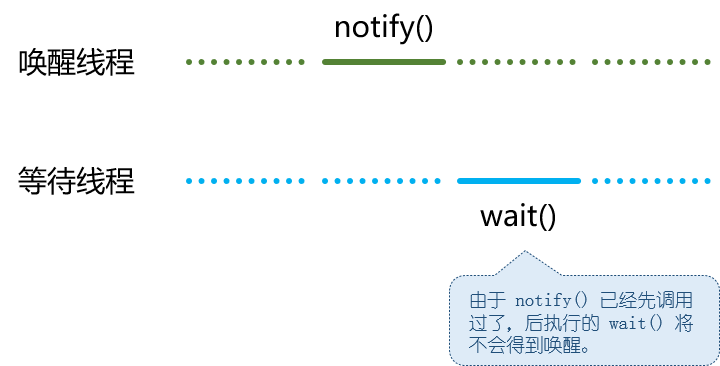 notify()
唤醒线程
等待线程
wait()
由于 notify() 已经先调用
过了，后执行的 wait() 将
不会得到唤醒。